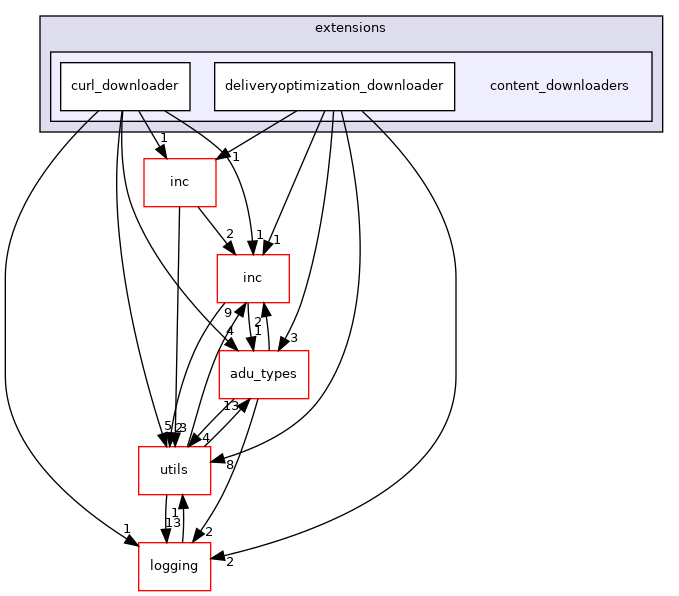 extensions
curl_downloader
deliveryoptimization_downloader
content_downloaders
1
1
inc
2
1
1
inc
9
2
4
1
3
adu_types
13
5
2
3
4
8
utils
1
13
1
2
2
logging